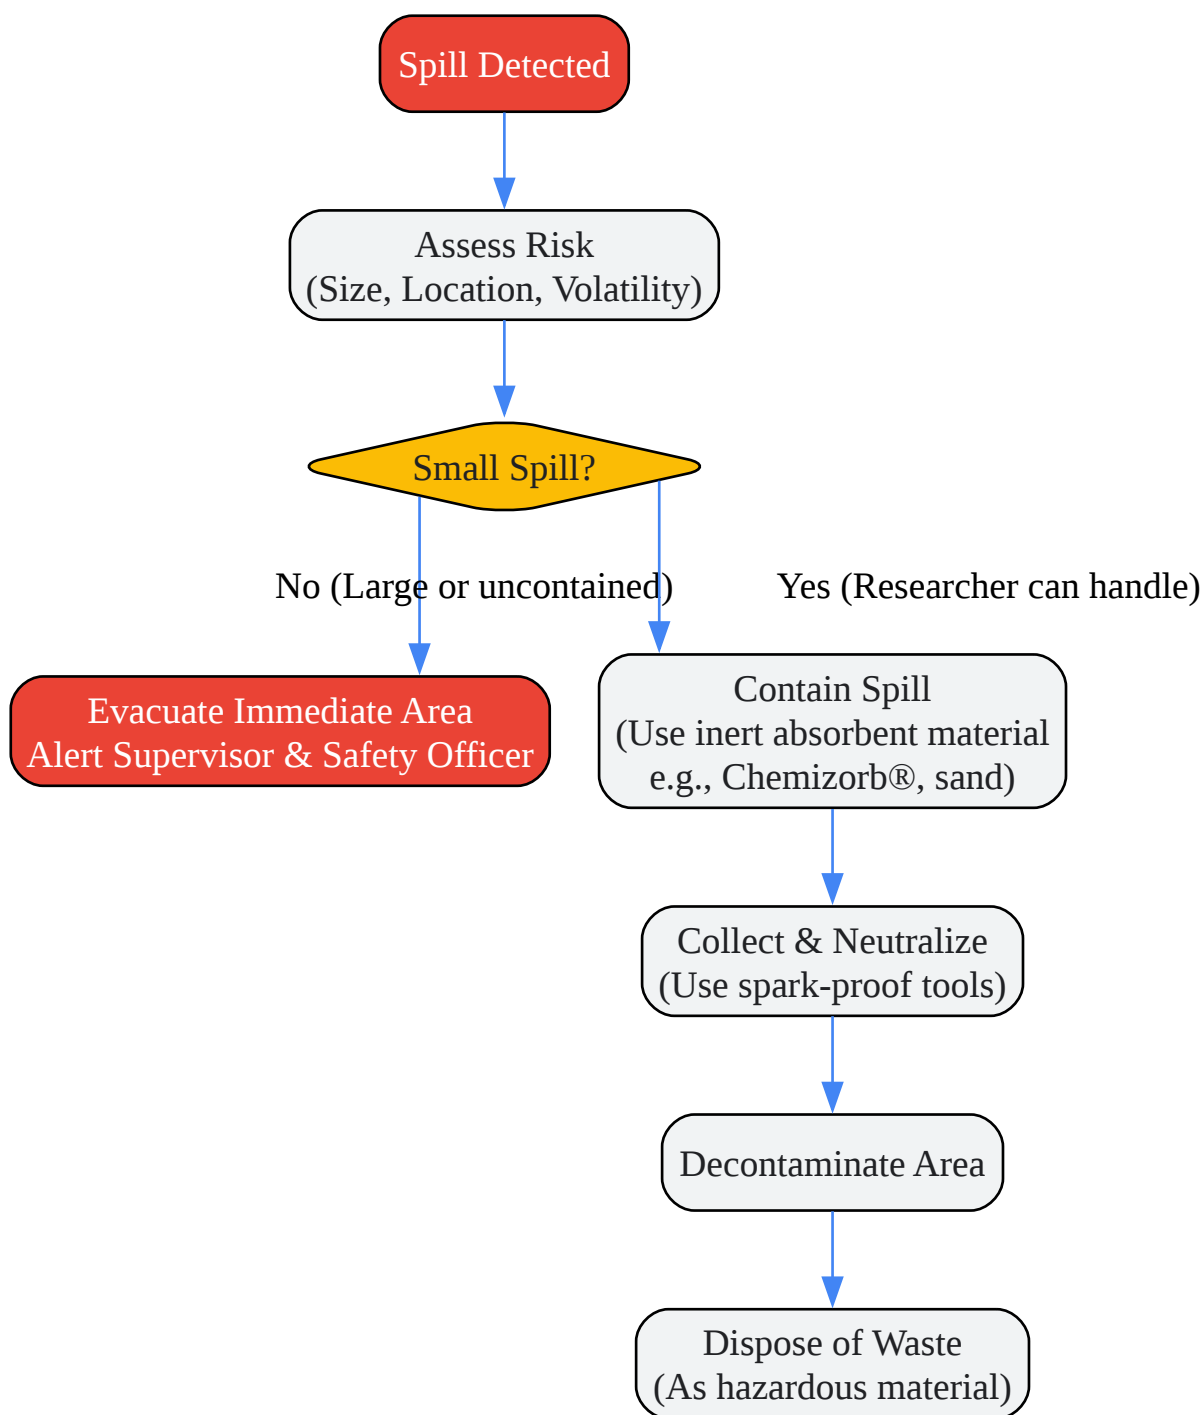 Spill Detected
Assess Risk
(Size, Location, Volatility)
Small Spill?
No (Large or uncontained)
Yes (Researcher can handle)
Evacuate Immediate Area
Alert Supervisor & Safety Officer
Contain Spill
(Use inert absorbent material
e.g., Chemizorb®, sand)
Collect & Neutralize
(Use spark-proof tools)
Decontaminate Area
Dispose of Waste
(As hazardous material)